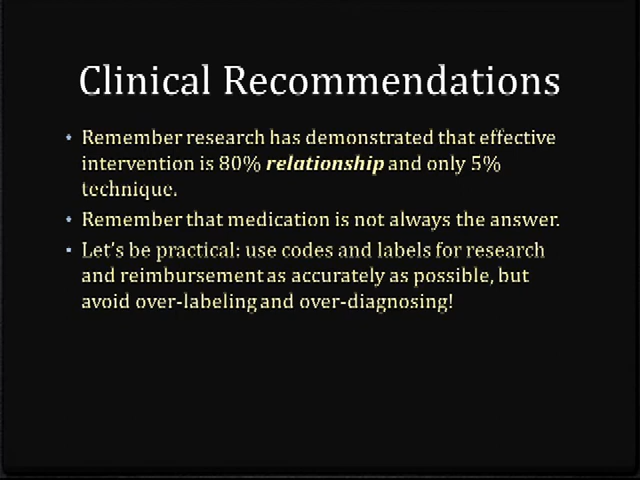 Clinical Recommendations
• Remember research has demonstrated that effective
intervention is 80% relationship and only 5%
technique.
• Remember that medication is not always the answer.
• Let's be practical: use codes and labels for research
and reimbursement as accurately as possible, but
avoid over-labeling and over-diagnosing!